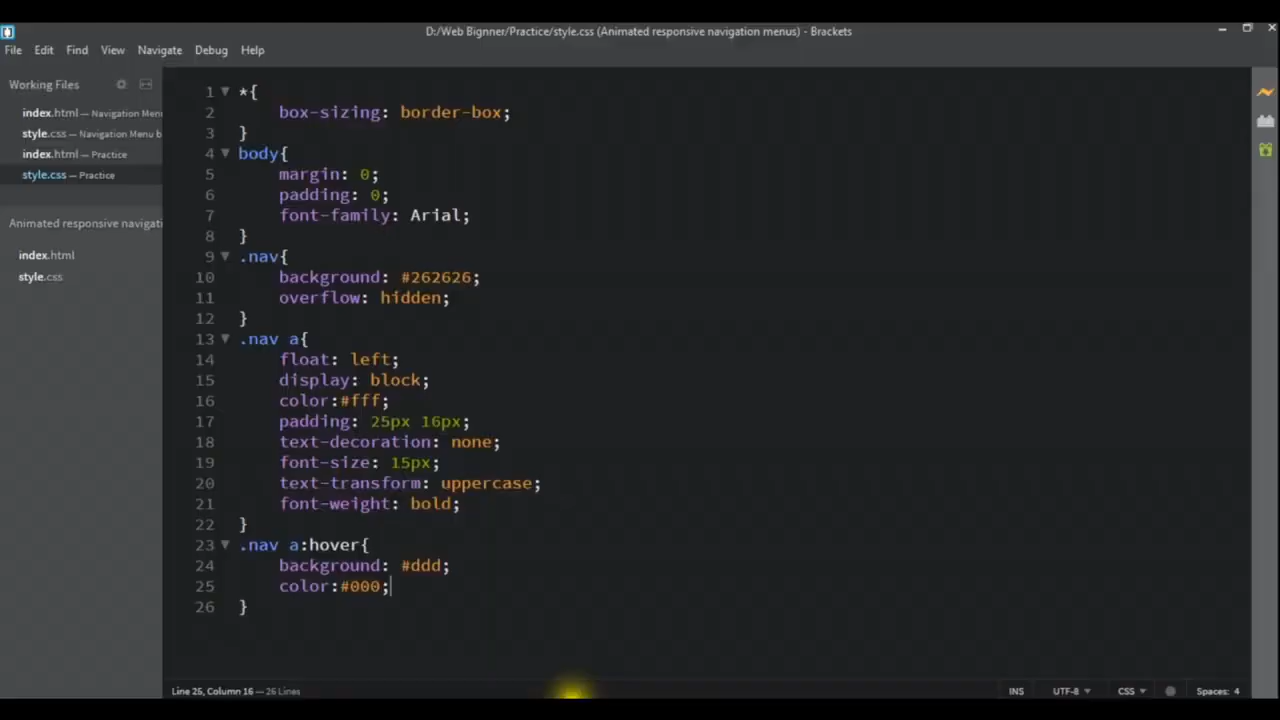 D:/Web Bignner/Practice/style.css (Animated responsive navigation menus) - Brackets
File Edit Find View Navigate Debug Help
Working Files
index.html — Navigation Menu
style.css — Navigation Menu b
index.html — Practice
style.css — Practice
Animated responsive navigati
index.html
style.css
1 *{
2 box-sizing: border-box;
3 }
4 body{
5 margin: 0;
6 padding: 0;
7 font-family: Arial;
8 }
9 .nav{
10 background: #262626;
11 overflow: hidden;
12 }
13 .nav a{
14 float: left;
15 display: block;
16 color:#fff;
17 padding: 25px 16px;
18 text-decoration: none;
19 font-size: 15px;
20 text-transform: uppercase;
21 font-weight: bold;
22 }
23 .nav a:hover{
24 background: #ddd;
25 color:#000;
26 }
Line 25, Column 16 — 26 Lines
INS UTF-8 CSS Spaces: 4